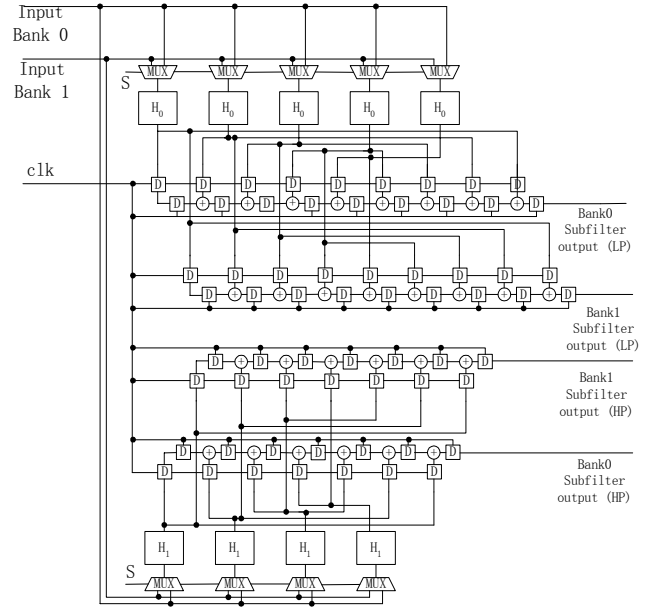 Input
Bank 0
Input
Bank 1
S
MUX MUX MUX MUX MUX
H0 H0 H0 H0 H0
clk
D D D D D D D D D
D + D + D + D + D + D + D + D + D
Bank0
Subfilter
output (LP)
D D D D D D D D D
D + D + D + D + D + D + D + D + D
Bank1
Subfilter
output (LP)
D + D + D + D + D + D + D
D D D D D D D
Bank1
Subfilter
output (HP)
D + D + D + D + D + D + D
D D D D D D D
Bank0
Subfilter
output (HP)
H1 H1 H1 H1
S
MUX MUX MUX MUX